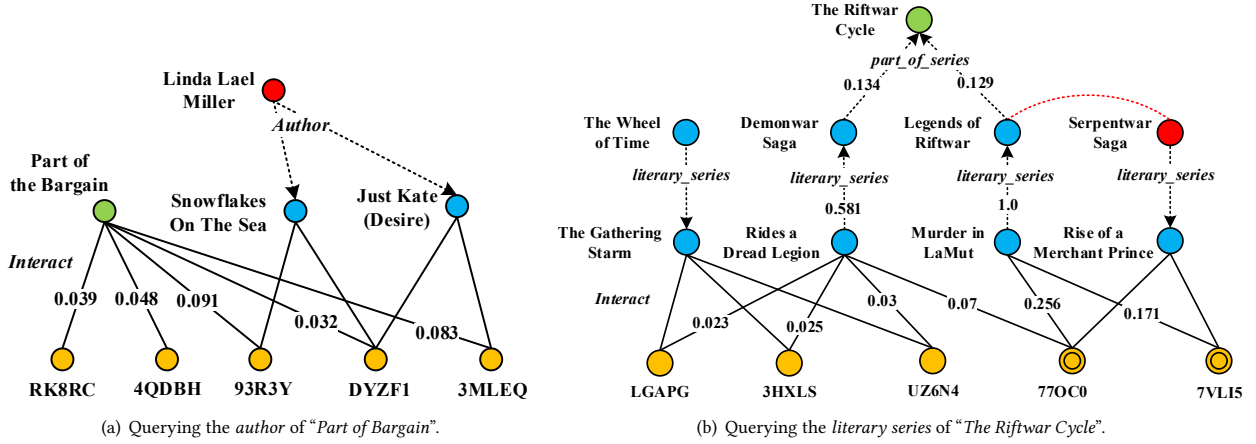 Linda Lael
Miller
Author
Part of
the Bargain
Snowflakes
On The Sea
Just Kate
(Desire)
Interact
0.039
0.048
0.091
0.032
0.083
RK8RC
4QDBH
93R3Y
DYZF1
3MLEQ
(a) Querying the author of “Part of Bargain”.
The Riftwar
Cycle
part_of_series
0.134
0.129
The Wheel
of Time
Demonwar
Saga
Legends of
Riftwar
Serpentwar
Saga
literary_series
literary_series
literary_series
literary_series
0.581
1.0
The Gathering
Starm
Rides a
Dread Legion
Murder in
LaMut
Rise of a
Merchant Prince
Interact
0.023
0.025
0.03
0.07
0.256
0.171
LGAPG
3HXLS
UZ6N4
77OC0
7VLI5
(b) Querying the literary series of “The Riftwar Cycle”.